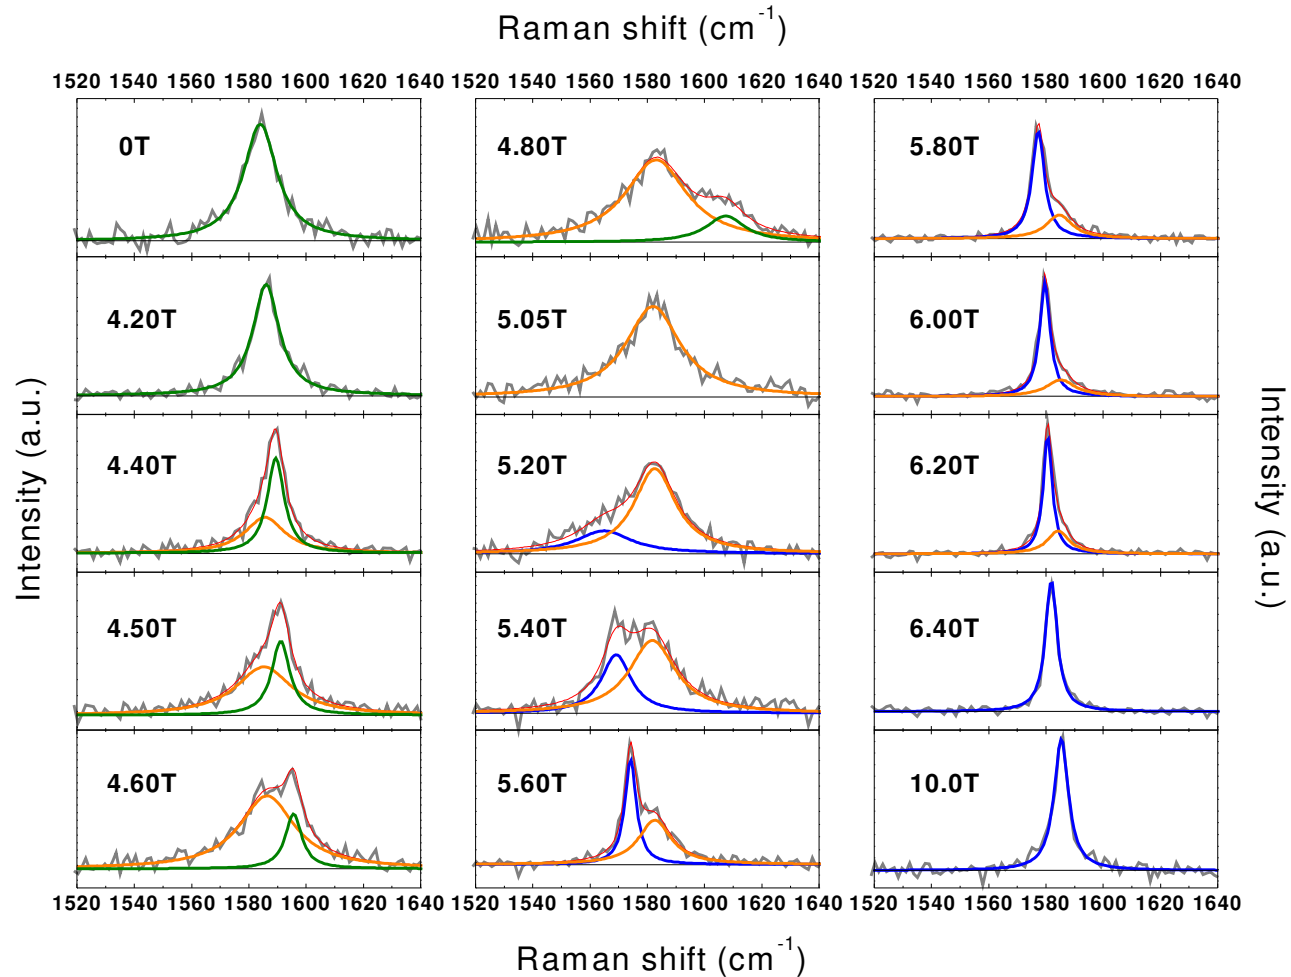 Raman shift (cm-1)
1520 1540 1560 1580 1600 1620 1640 1520 1540 1560 1580 1600 1620 1640 1520 1540 1560 1580 1600 1620 1640
0T 4.80T 5.80T
4.20T 5.05T 6.00T
Intensity (a.u.)
Intensity (a.u.)
4.40T 5.20T 6.20T
4.50T 5.40T 6.40T
4.60T 5.60T 10.0T
1520 1540 1560 1580 1600 1620 1640 1520 1540 1560 1580 1600 1620 1640 1520 1540 1560 1580 1600 1620 1640
Raman shift (cm-1)